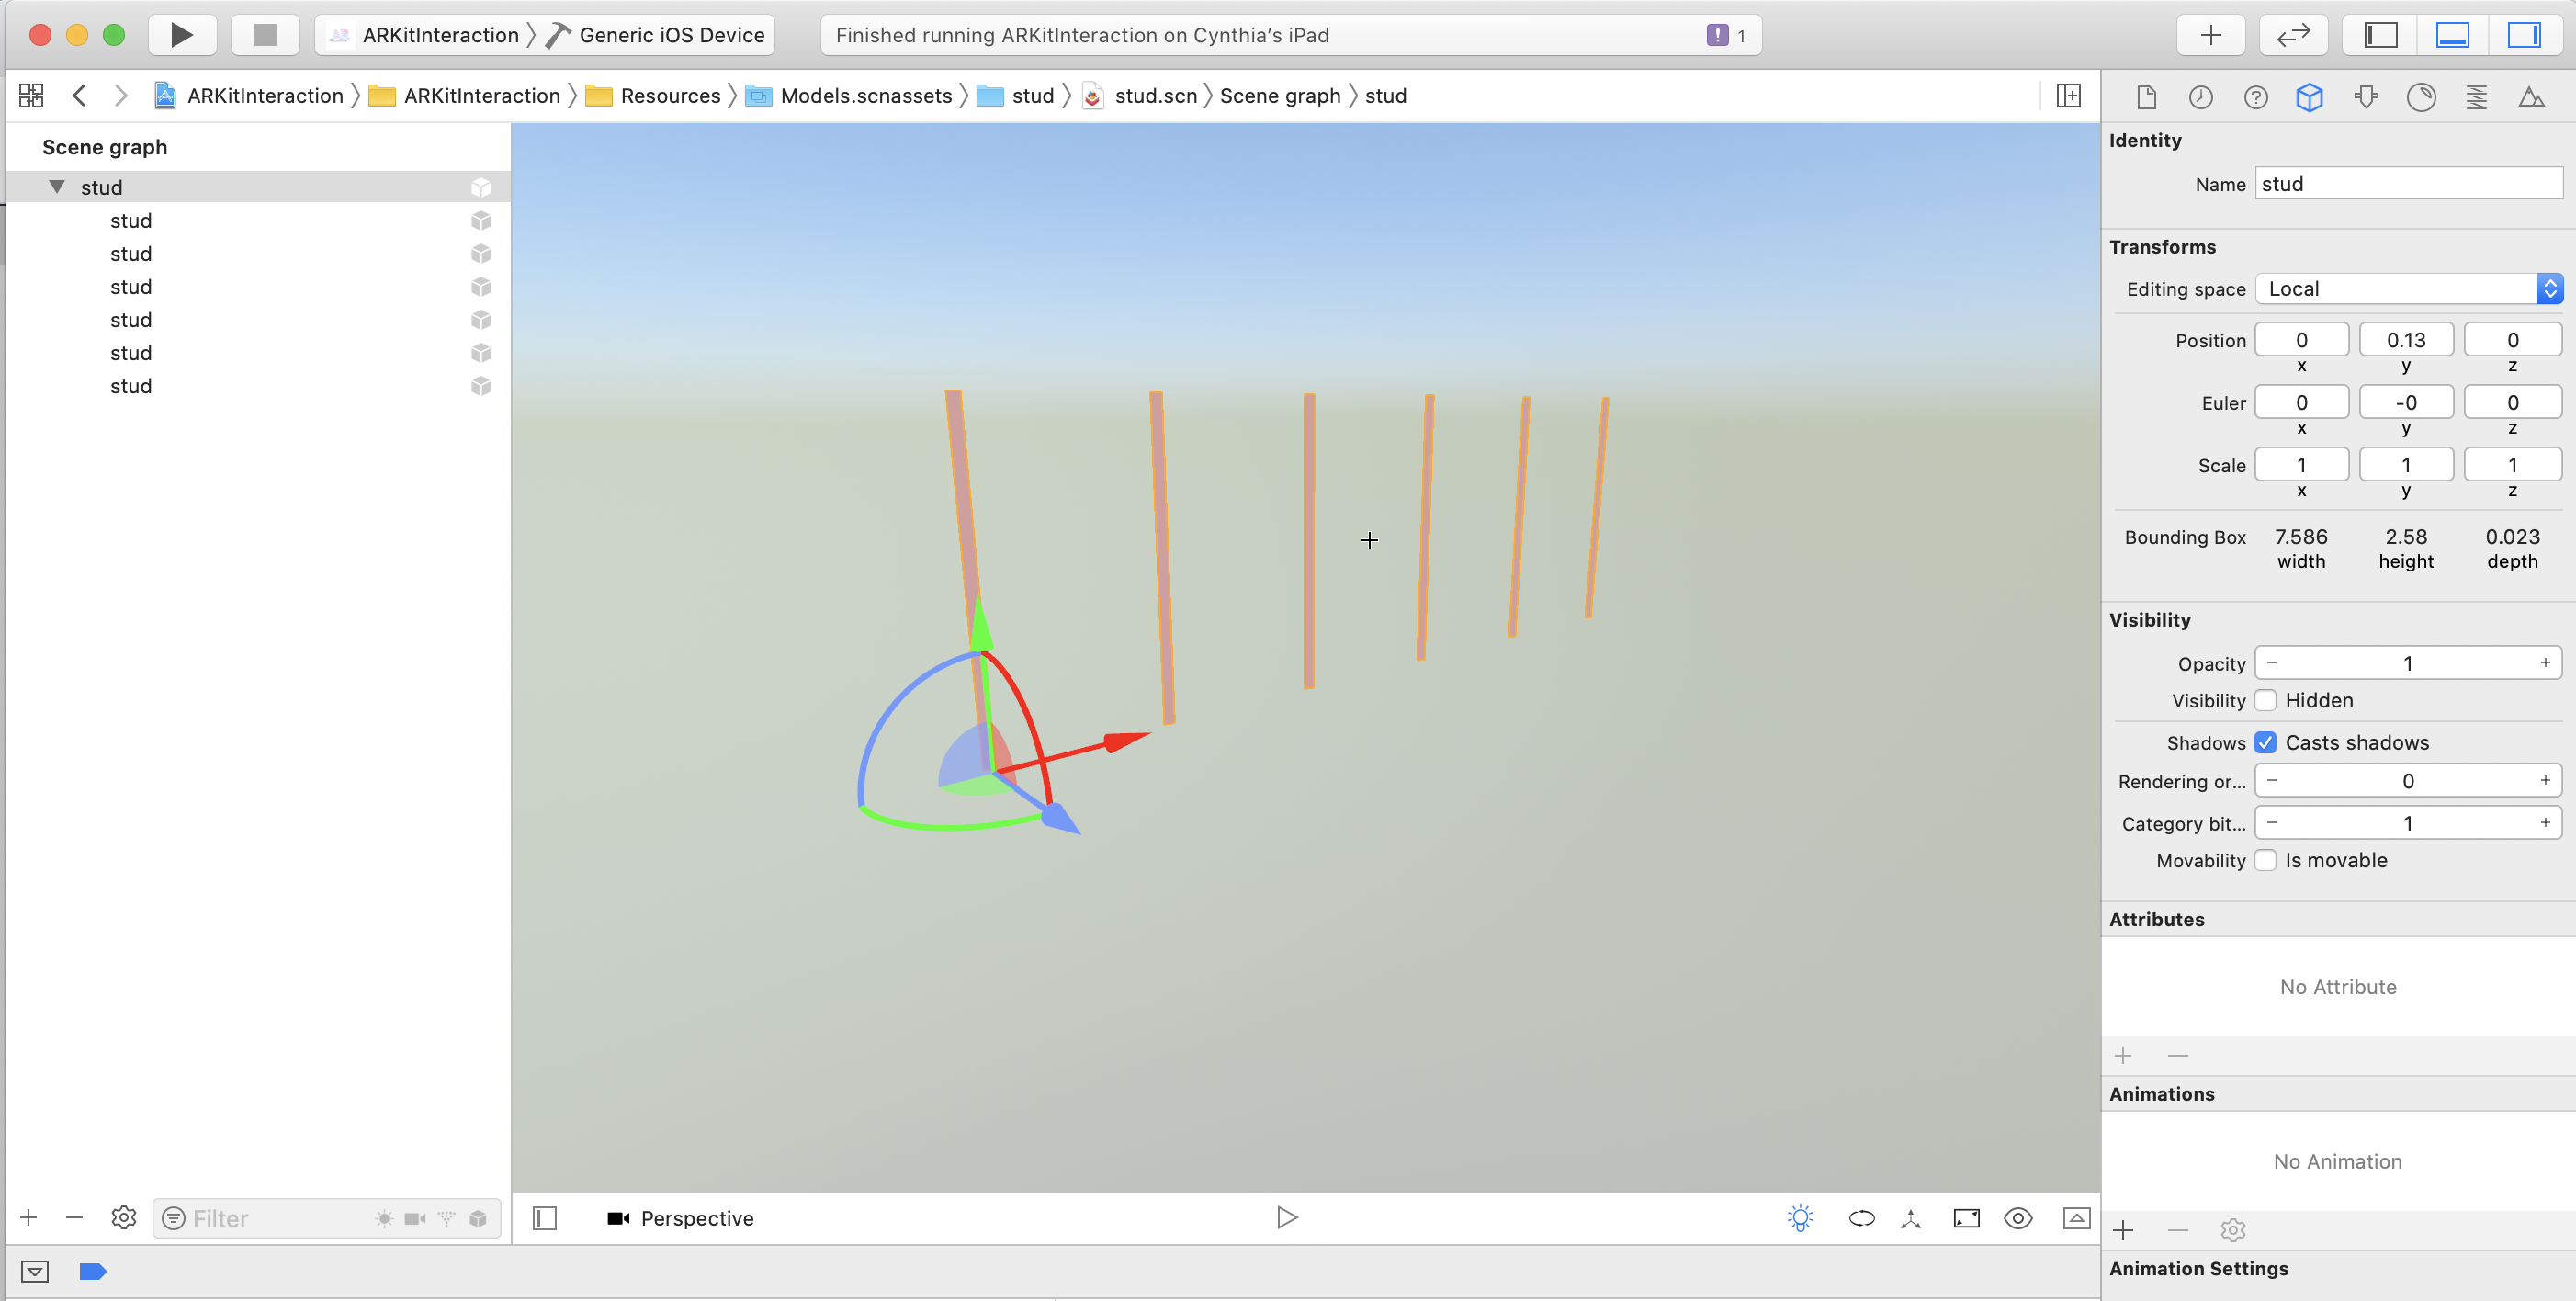 ARKitInteraction Generic iOS Device Finished running ARKitInteraction on Cynthia's iPad ! 1
ARKitInteraction ARKitInteraction Resources Models.scnassets stud stud.scn Scene graph stud
Scene graph
stud
stud
stud
stud
stud
stud
stud
Filter
Perspective
Identity
Name stud
Transforms
Editing space Local
Position 0 0.13 0
x y z
Euler 0 -0 0
x y z
Scale 1 1 1
x y z
Bounding Box 7.586 2.58 0.023
width height depth
Visibility
Opacity − 1 +
Visibility Hidden
Shadows Casts shadows
Rendering or... − 0 +
Category bit... − 1 +
Movability Is movable
Attributes
No Attribute
Animations
No Animation
Animation Settings